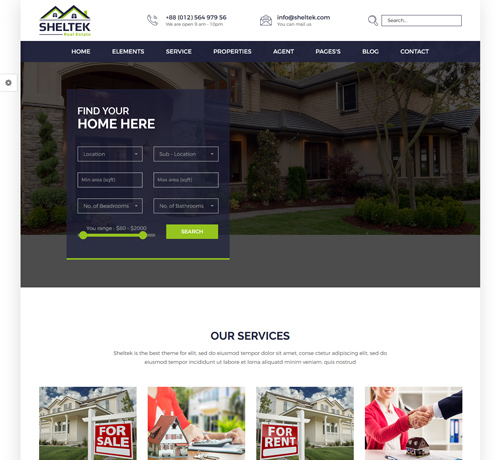 SHELTEK
Real Estate
+88 (012) 564 979 56
We are open 9 am - 10pm
info@sheltek.com
You can mail us
Search..
HOME ELEMENTS SERVICE PROPERTIES AGENT PAGES'S BLOG CONTACT
FIND YOUR
HOME HERE
Location Sub - Location
Min area (sqft) Max area (sqft)
No. of Beadrooms No. of Bathrooms
You range : $80 - $2000
SEARCH
OUR SERVICES
Sheltek is the best theme for elit, sed do eiusmod tempor dolor sit amet, conse ctetur adipiscing elit, sed do
eiusmod tempor incididunt ut labore et lorna aliquatd minim veniam, quis nostrud
FOR
SALE
FOR
RENT